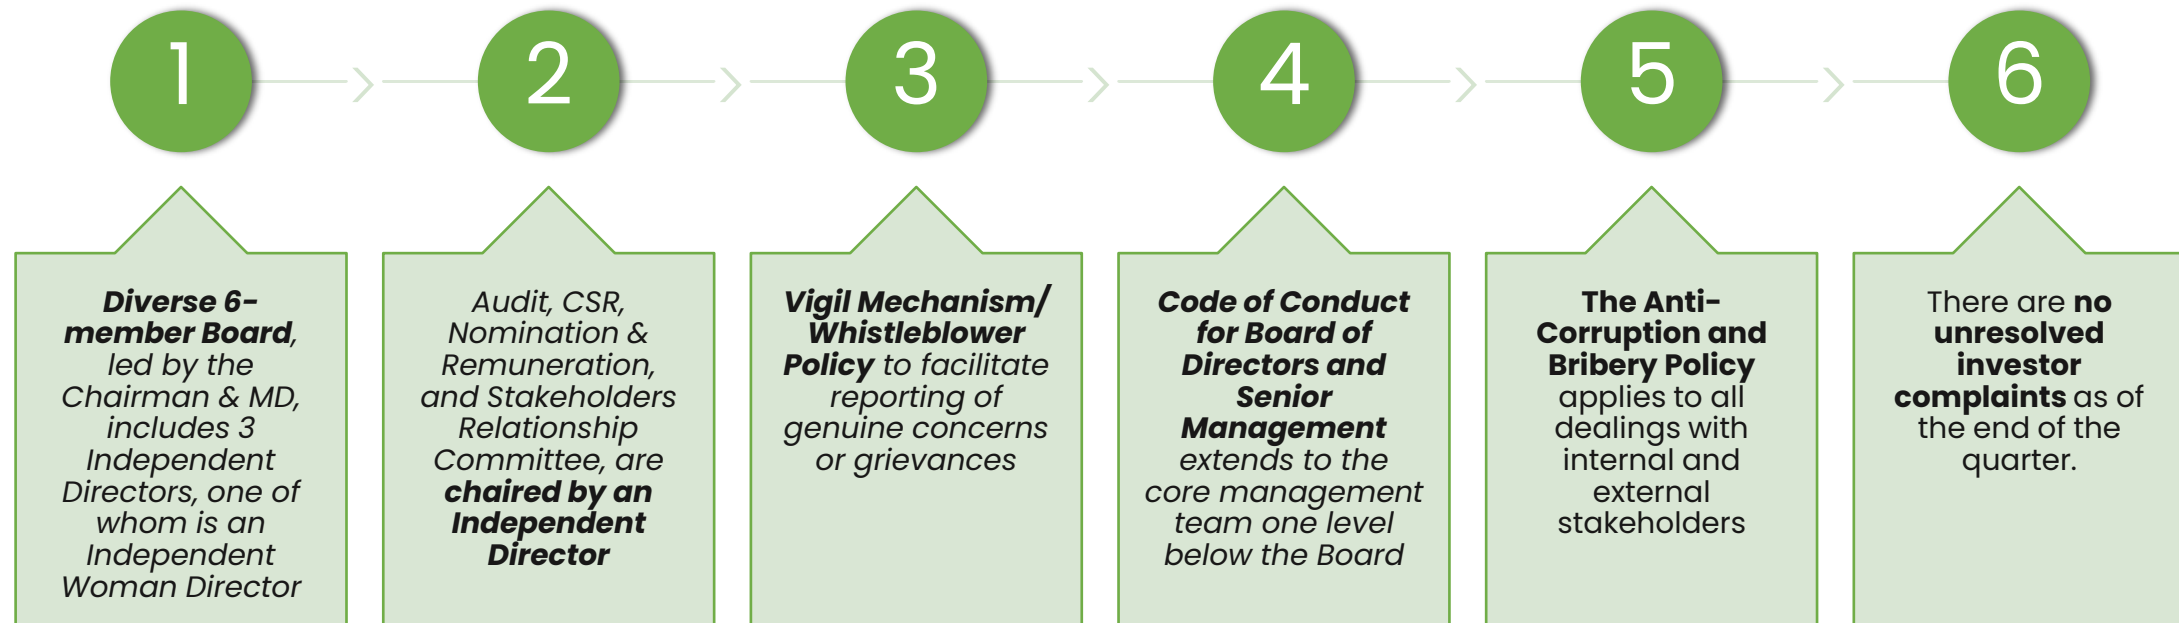 1
2
3
4
5
6
Diverse 6-
member Board,
led by the
Chairman & MD,
includes 3
Independent
Directors, one of
whom is an
Independent
Woman Director
Audit, CSR,
Nomination &
Remuneration,
and Stakeholders
Relationship
Committee, are
chaired by an
Independent
Director
Vigil Mechanism/
Whistleblower
Policy to facilitate
reporting of
genuine concerns
or grievances
Code of Conduct
for Board of
Directors and
Senior
Management
extends to the
core management
team one level
below the Board
The Anti-
Corruption and
Bribery Policy
applies to all
dealings with
internal and
external
stakeholders
There are no
unresolved
investor
complaints as of
the end of the
quarter.